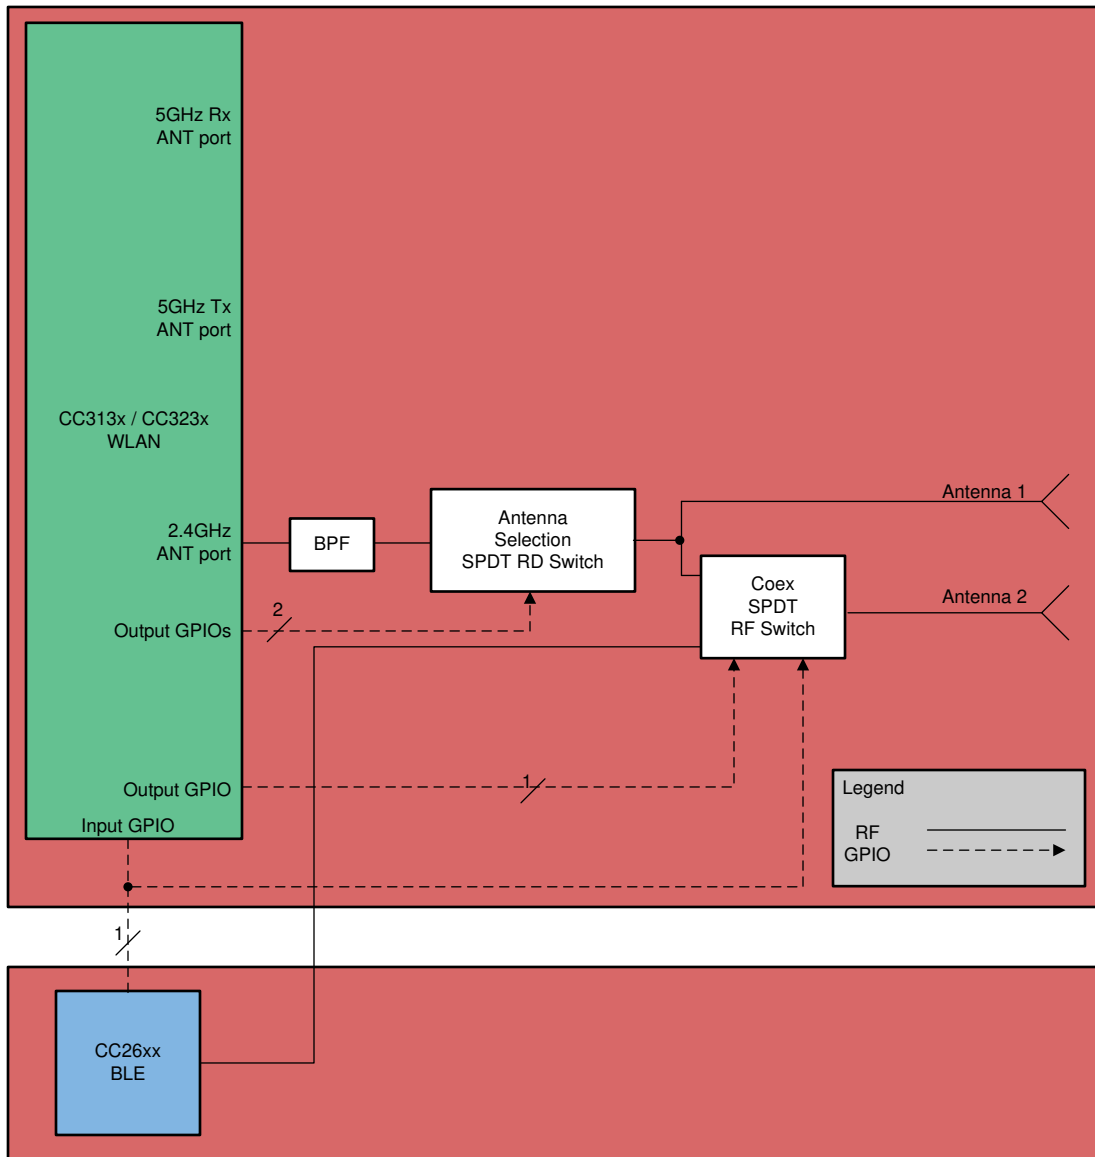 5GHz Rx
ANT port
5GHz Tx
ANT port
CC313x / CC323x
WLAN
2.4GHz
ANT port
BPF
Antenna
Selection
SPDT RD Switch
Antenna 1
Coex
SPDT
RF Switch
Antenna 2
2
Output GPIOs
Output GPIO
1
Input GPIO
Legend
RF
GPIO
1
CC26xx
BLE